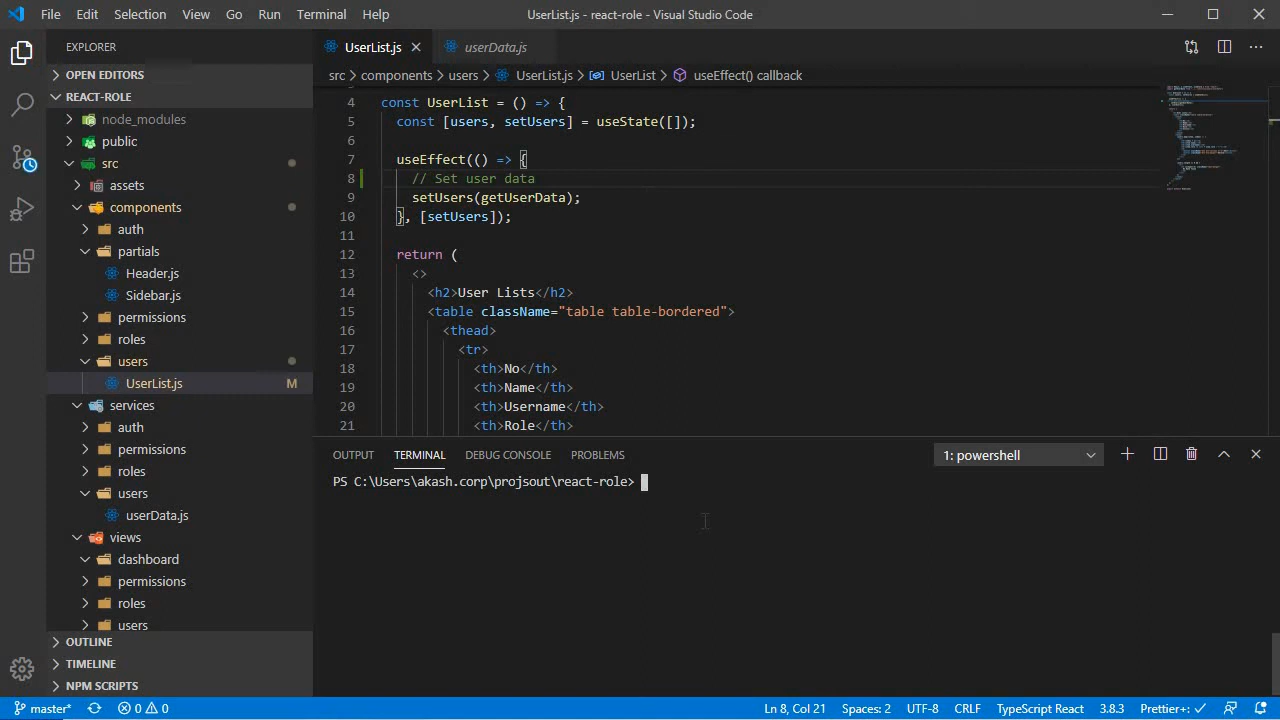 File Edit Selection View Go Run Terminal Help
UserList.js - react-role - Visual Studio Code
EXPLORER
OPEN EDITORS
REACT-ROLE
node_modules
public
src
assets
components
auth
partials
Header.js
Sidebar.js
permissions
roles
users
UserList.js M
services
auth
permissions
roles
users
userData.js
views
dashboard
permissions
roles
users
OUTLINE
TIMELINE
NPM SCRIPTS
UserList.js
userData.js
src > components > users > UserList.js > UserList > useEffect() callback
4 const UserList = () => {
5 const [users, setUsers] = useState([]);
6
7 useEffect(() => {
8 // Set user data
9 setUsers(getUserData);
10 }, [setUsers]);
11
12 return (
13 <>
14 <h2>User Lists</h2>
15 <table className="table table-bordered">
16 <thead>
17 <tr>
18 <th>No</th>
19 <th>Name</th>
20 <th>Username</th>
21 <th>Role</th>
OUTPUT TERMINAL DEBUG CONSOLE PROBLEMS
1: powershell
PS C:\Users\akash.corp\projsout\react-role>
master* 0 0
Ln 8, Col 21 Spaces: 2 UTF-8 CRLF TypeScript React 3.8.3 Prettier+: ✓